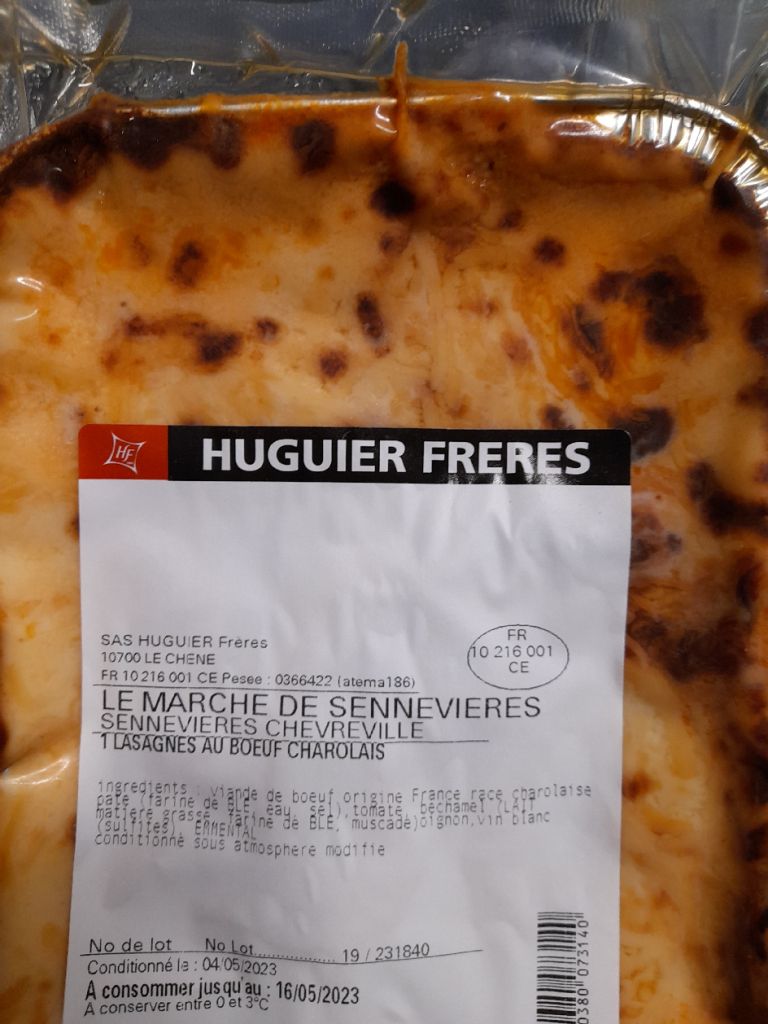 HF HUGUIER FRERES
SAS HUGUIER Frères
10700 LE CHENE
FR 10 216 001 CE Pesee : 0366422 (atema186)
FR
10 216 001
CE
LE MARCHE DE SENNEVIERES
SENNEVIERES CHEVREVILLE
1 LASAGNES AU BOEUF CHAROLAIS
ingredients : viande de boeuf origine France race charolaise
pate (farine de BLE, eau, sel),tomate, bechamel (LAIT
matiere grasse, farine de BLE, muscade)oignon,vin blanc
(sulfites), EMMENTAL
conditionne sous atmosphere modifie
No de lot No Lot.................. 19 / 231840
Conditionné le : 04/05/2023
A consommer jusqu'au : 16/05/2023
A conserver entre 0 et 3°C
0380 073140